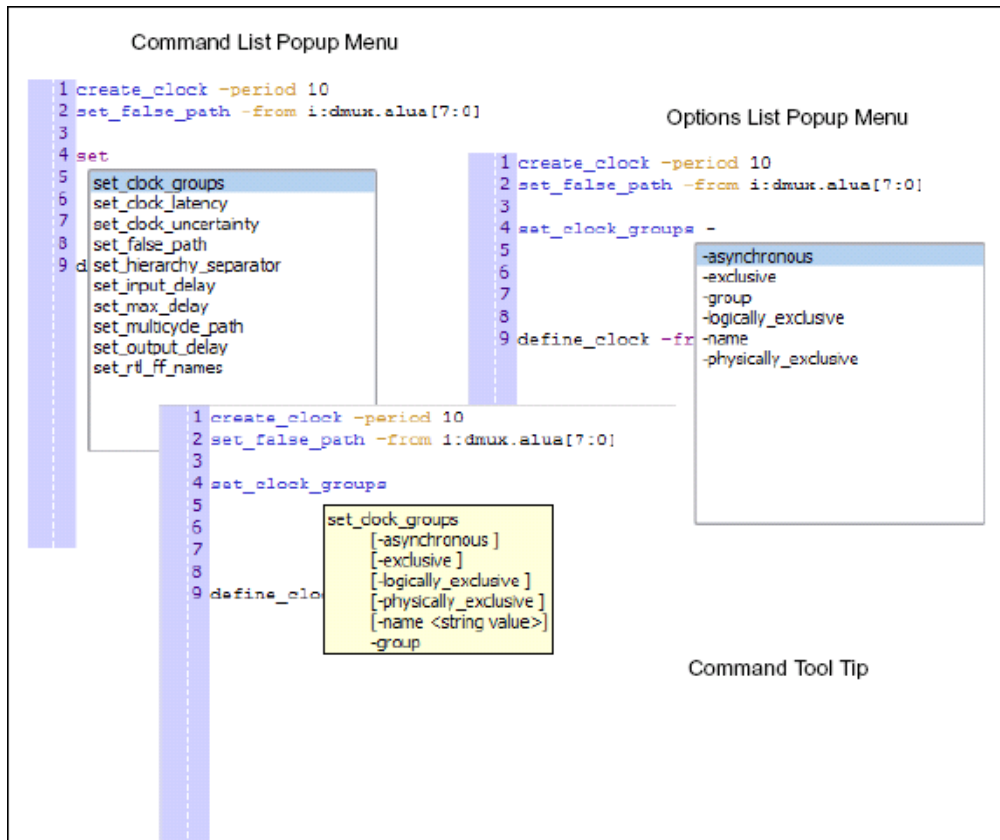 Command List Popup Menu
1 create_clock -period 10
2 set_false_path -from i:dmux.alua[7:0]
3
4 set
5
6
7
8
9 d
set_clock_groups
set_clock_latency
set_clock_uncertainty
set_false_path
set_hierarchy_separator
set_input_delay
set_max_delay
set_multicycle_path
set_output_delay
set_rtl_ff_names
Options List Popup Menu
1 create_clock -period 10
2 set_false_path -from i:dmux.alua[7:0]
3
4 set_clock_groups -
5
6
7
8
9 define_clock -fr
-asynchronous
-exclusive
-group
-logically_exclusive
-name
-physically_exclusive
1 create_clock -period 10
2 set_false_path -from i:dmux.alua[7:0]
3
4 set_clock_groups
5
6
7
8
9 define_clo
set_clock_groups
[-asynchronous ]
[-exclusive ]
[-logically_exclusive ]
[-physically_exclusive ]
[-name <string value>]
-group
Command Tool Tip